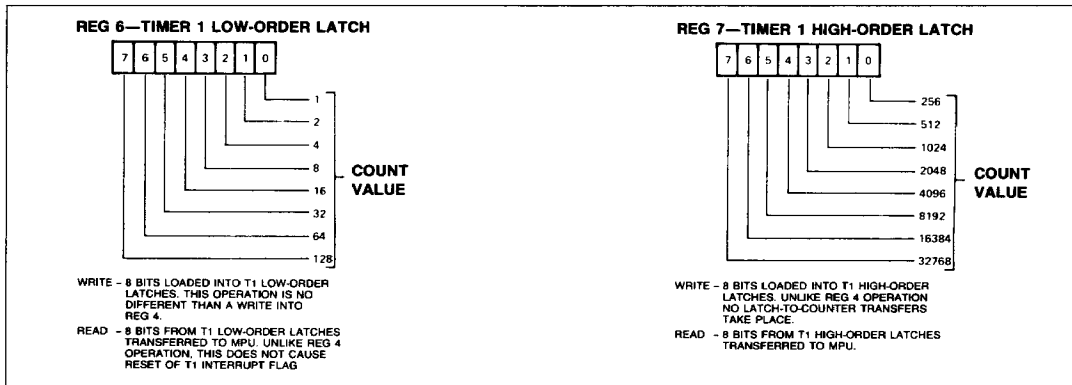 REG 6—TIMER 1 LOW-ORDER LATCH
7 6 5 4 3 2 1 0
1
2
4
8
16
32
64
128
COUNT
VALUE
WRITE – 8 BITS LOADED INTO T1 LOW-ORDER
LATCHES. THIS OPERATION IS NO
DIFFERENT THAN A WRITE INTO
REG 4.
READ – 8 BITS FROM T1 LOW-ORDER LATCHES
TRANSFERRED TO MPU. UNLIKE REG 4
OPERATION, THIS DOES NOT CAUSE
RESET OF T1 INTERRUPT FLAG
REG 7—TIMER 1 HIGH-ORDER LATCH
7 6 5 4 3 2 1 0
256
512
1024
2048
4096
8192
16384
32768
COUNT
VALUE
WRITE – 8 BITS LOADED INTO T1 HIGH-ORDER
LATCHES. UNLIKE REG 4 OPERATION
NO LATCH-TO-COUNTER TRANSFERS
TAKE PLACE.
READ – 8 BITS FROM T1 HIGH-ORDER LATCHES
TRANSFERRED TO MPU.